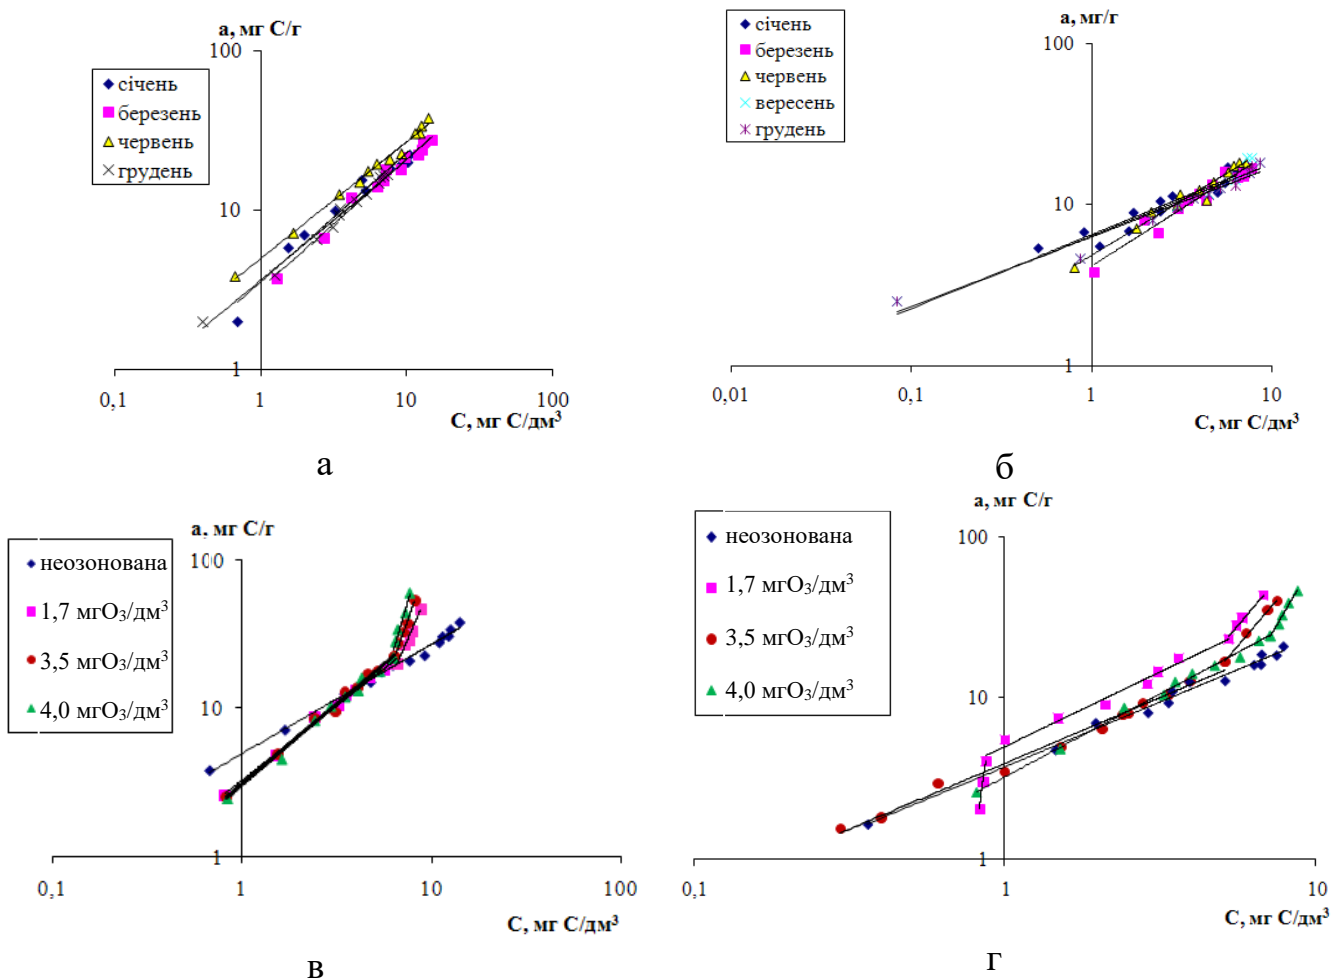 a, мг С/г
100
січень
березень
червень
грудень
10
1
0,1
1
10
100
С, мг С/дм³
а
а, мг/г
100
січень
березень
червень
вересень
грудень
10
1
0,01
0,1
1
10
С, мг С/дм³
б
а, мг С/г
100
неозонована
1,7 мгО₃/дм³
3,5 мгО₃/дм³
4,0 мгО₃/дм³
10
1
0,1
1
10
100
С, мг С/дм³
в
а, мг С/г
100
неозонована
1,7 мгО₃/дм³
3,5 мгО₃/дм³
4,0 мгО₃/дм³
10
1
0,1
1
10
С, мг С/дм³
г